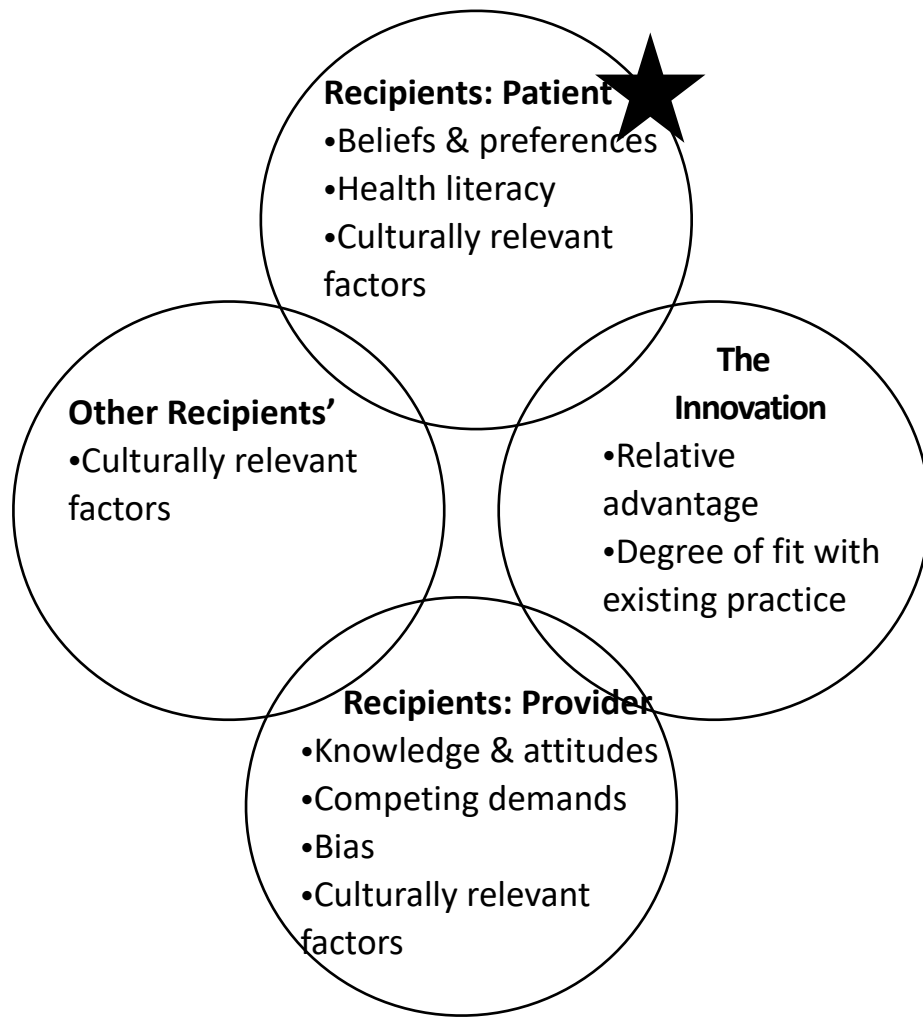 Recipients: Patient
•Beliefs & preferences
•Health literacy
•Culturally relevant
factors
Other Recipients’
•Culturally relevant
factors
The
Innovation
•Relative
advantage
•Degree of fit with
existing practice
Recipients: Provider
•Knowledge & attitudes
•Competing demands
•Bias
•Culturally relevant
factors